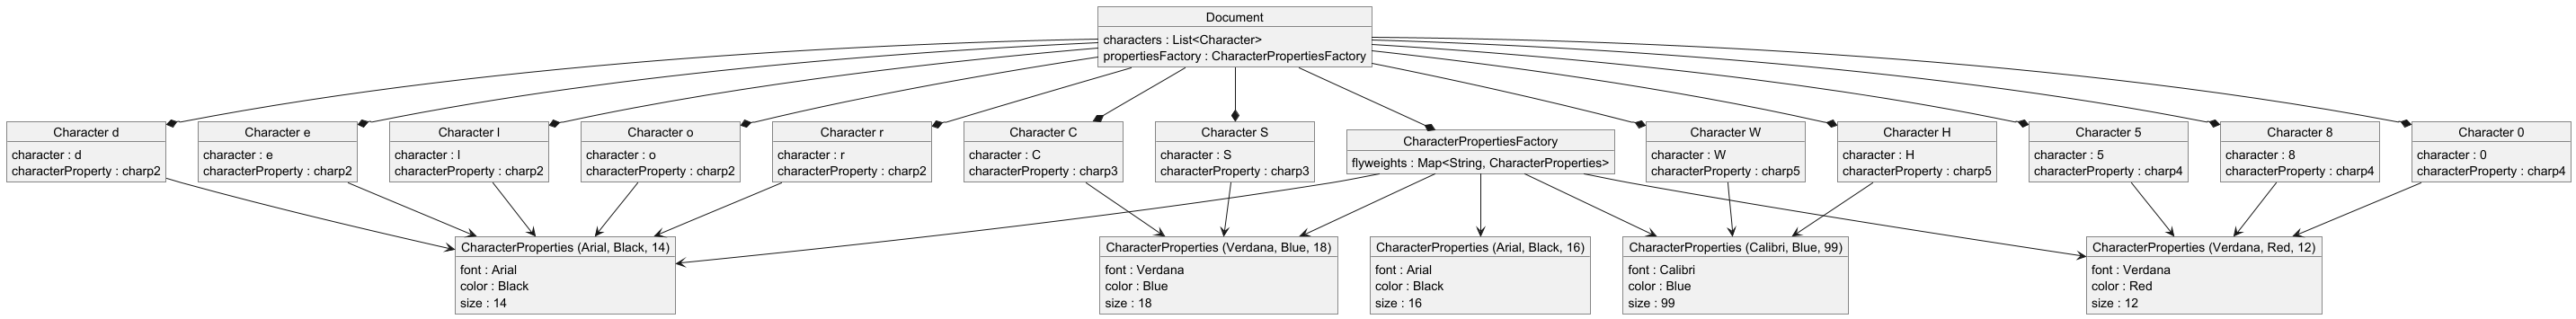 Document
characters : List<Character>
propertiesFactory : CharacterPropertiesFactory
Character d
character : d
characterProperty : charp2
Character e
character : e
characterProperty : charp2
Character l
character : l
characterProperty : charp2
Character o
character : o
characterProperty : charp2
Character r
character : r
characterProperty : charp2
Character C
character : C
characterProperty : charp3
Character S
character : S
characterProperty : charp3
CharacterPropertiesFactory
flyweights : Map<String, CharacterProperties>
Character W
character : W
characterProperty : charp5
Character H
character : H
characterProperty : charp5
Character 5
character : 5
characterProperty : charp4
Character 8
character : 8
characterProperty : charp4
Character 0
character : 0
characterProperty : charp4
CharacterProperties (Arial, Black, 14)
font : Arial
color : Black
size : 14
CharacterProperties (Verdana, Blue, 18)
font : Verdana
color : Blue
size : 18
CharacterProperties (Arial, Black, 16)
font : Arial
color : Black
size : 16
CharacterProperties (Calibri, Blue, 99)
font : Calibri
color : Blue
size : 99
CharacterProperties (Verdana, Red, 12)
font : Verdana
color : Red
size : 12